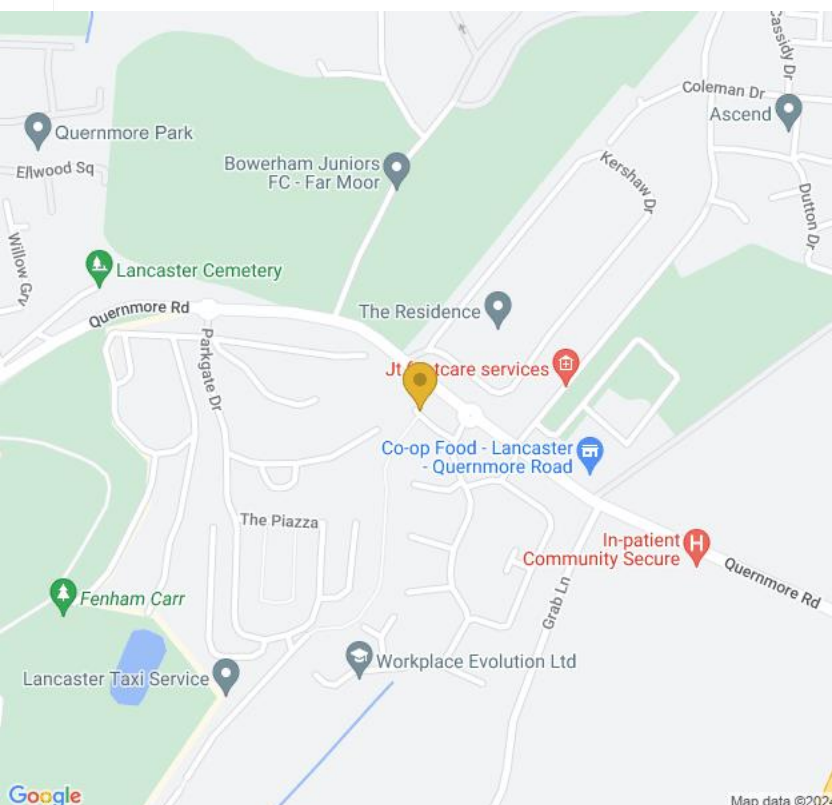 Cassidy Dr
Coleman Dr
Ascend
Quernmore Park
Ellwood Sq
Bowerham Juniors
FC - Far Moor
Kershaw Dr
Dutton Dr
Willow Grv
Lancaster Cemetery
Quernmore Rd
The Residence
Parkgate Dr
Jt services
Co-op Food - Lancaster
- Quernmore Road
The Piazza
In-patient
Community Secure
Quernmore Rd
Grab Ln
Fenham Carr
Workplace Evolution Ltd
Lancaster Taxi Service
Google
Map data ©2024